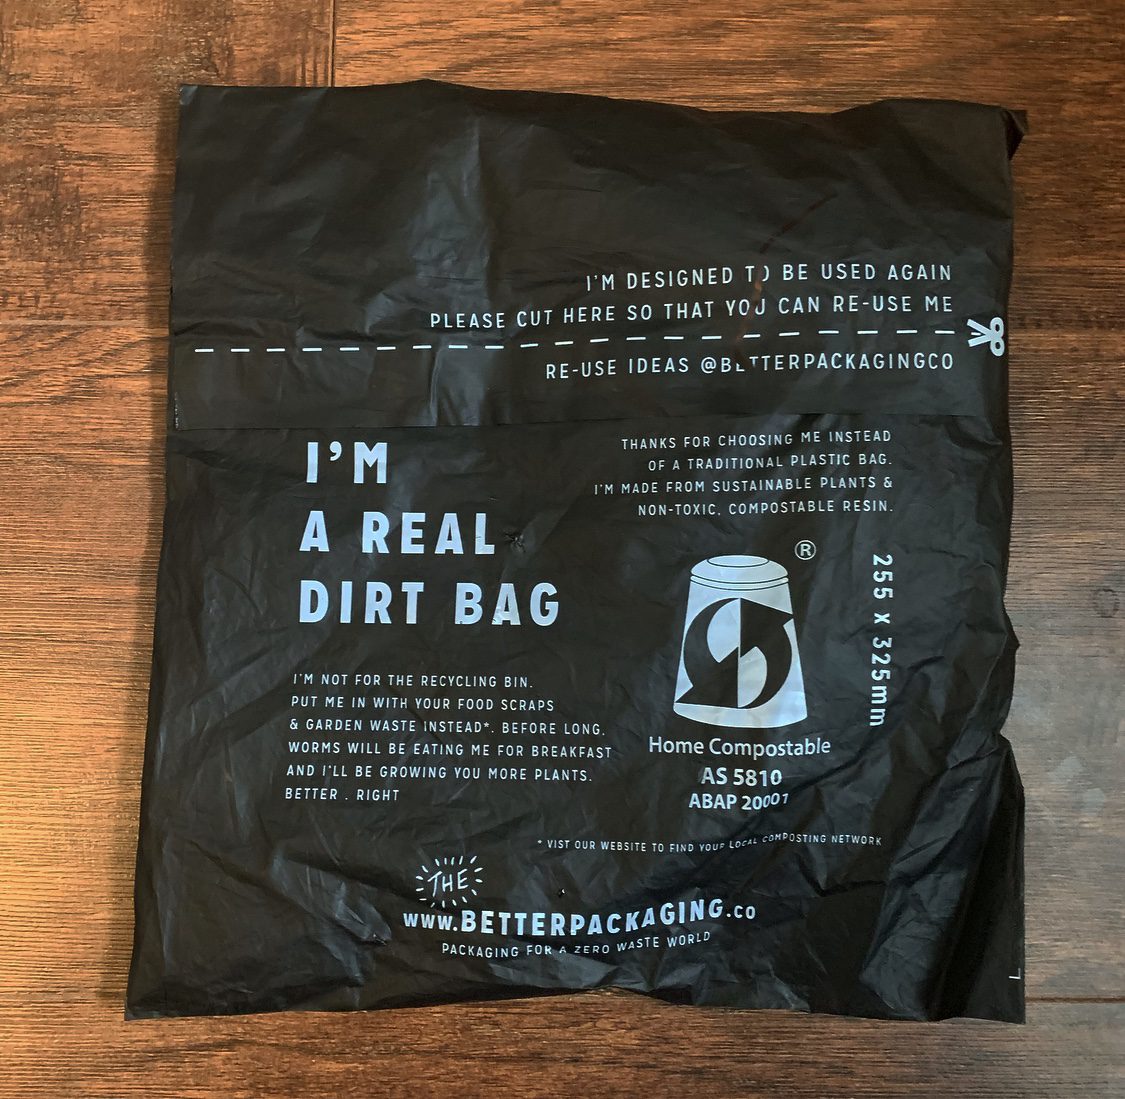 I'M DESIGNED TO BE USED AGAIN
PLEASE CUT HERE SO THAT YOU CAN RE-USE ME
RE-USE IDEAS @BETTERPACKAGINGCO
I'M
A REAL
DIRT BAG
I'M NOT FOR THE RECYCLING BIN.
PUT ME IN WITH YOUR FOOD SCRAPS
& GARDEN WASTE INSTEAD*. BEFORE LONG,
WORMS WILL BE EATING ME FOR BREAKFAST
AND I'LL BE GROWING YOU MORE PLANTS.
BETTER . RIGHT
THANKS FOR CHOOSING ME INSTEAD
OF A TRADITIONAL PLASTIC BAG.
I'M MADE FROM SUSTAINABLE PLANTS &
NON-TOXIC, COMPOSTABLE RESIN.
®
255 x 325mm
Home Compostable
AS 5810
ABAP 20001
* VIST OUR WEBSITE TO FIND YOUR LOCAL COMPOSTING NETWORK
THE
www.BETTERPACKAGING.co
PACKAGING FOR A ZERO WASTE WORLD